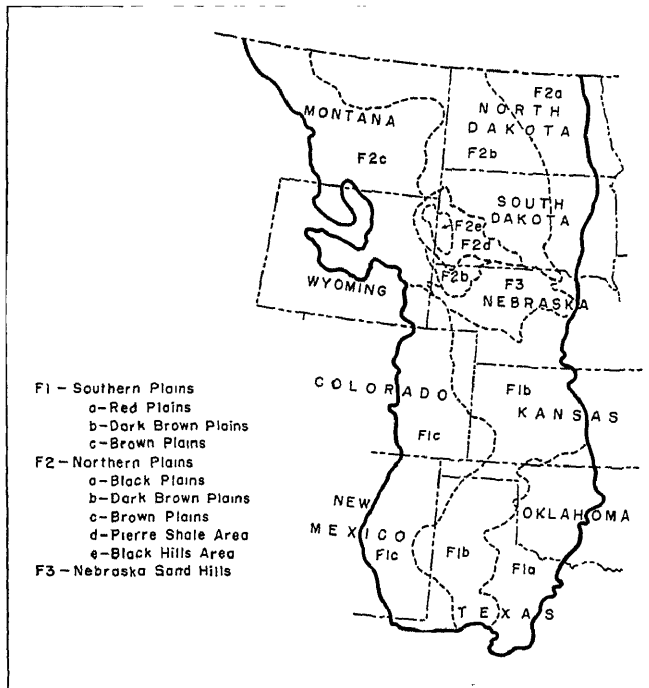 F2a
NORTH
DAKOTA
MONTANA
F2b
F2c
SOUTH
DAKOTA
F2e
F2d
F2b
F3
WYOMING
NEBRASKA
COLORADO
F1b
KANSAS
F1c
NEW
MEXICO
OKLAHOMA
F1c
F1b
F1a
TEXAS
F1 – Southern Plains
a–Red Plains
b–Dark Brown Plains
c–Brown Plains
F2 – Northern Plains
a–Black Plains
b–Dark Brown Plains
c–Brown Plains
d–Pierre Shale Area
e–Black Hills Area
F3 – Nebraska Sand Hills